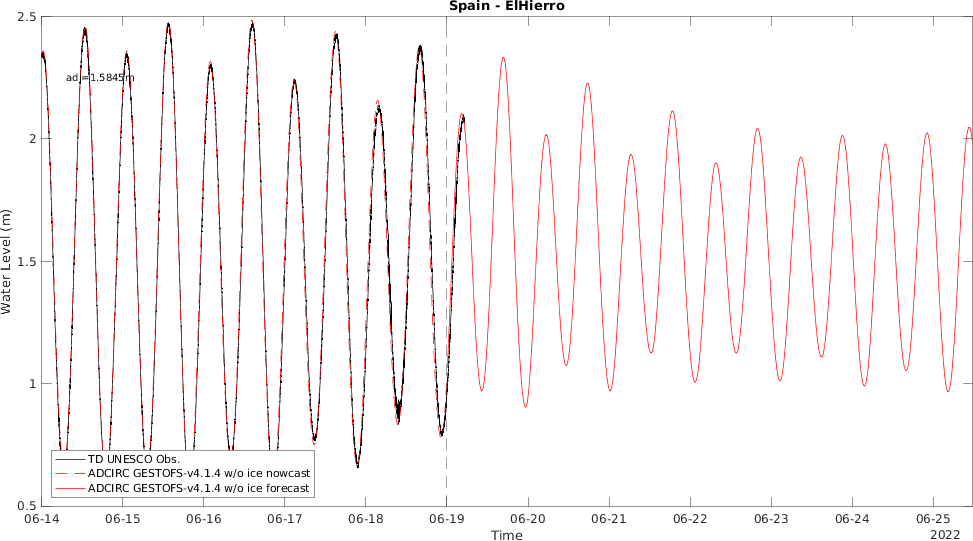 Spain - ElHierro
2.5
ad.=1.5845m
2
1.5
1
0.5
Water Level (m)
TD UNESCO Obs.
ADCIRC GESTOFS-v4.1.4 w/o ice nowcast
ADCIRC GESTOFS-v4.1.4 w/o ice forecast
06-14 06-15 06-16 06-17 06-18 06-19 06-20 06-21 06-22 06-23 06-24 06-25
Time
2022